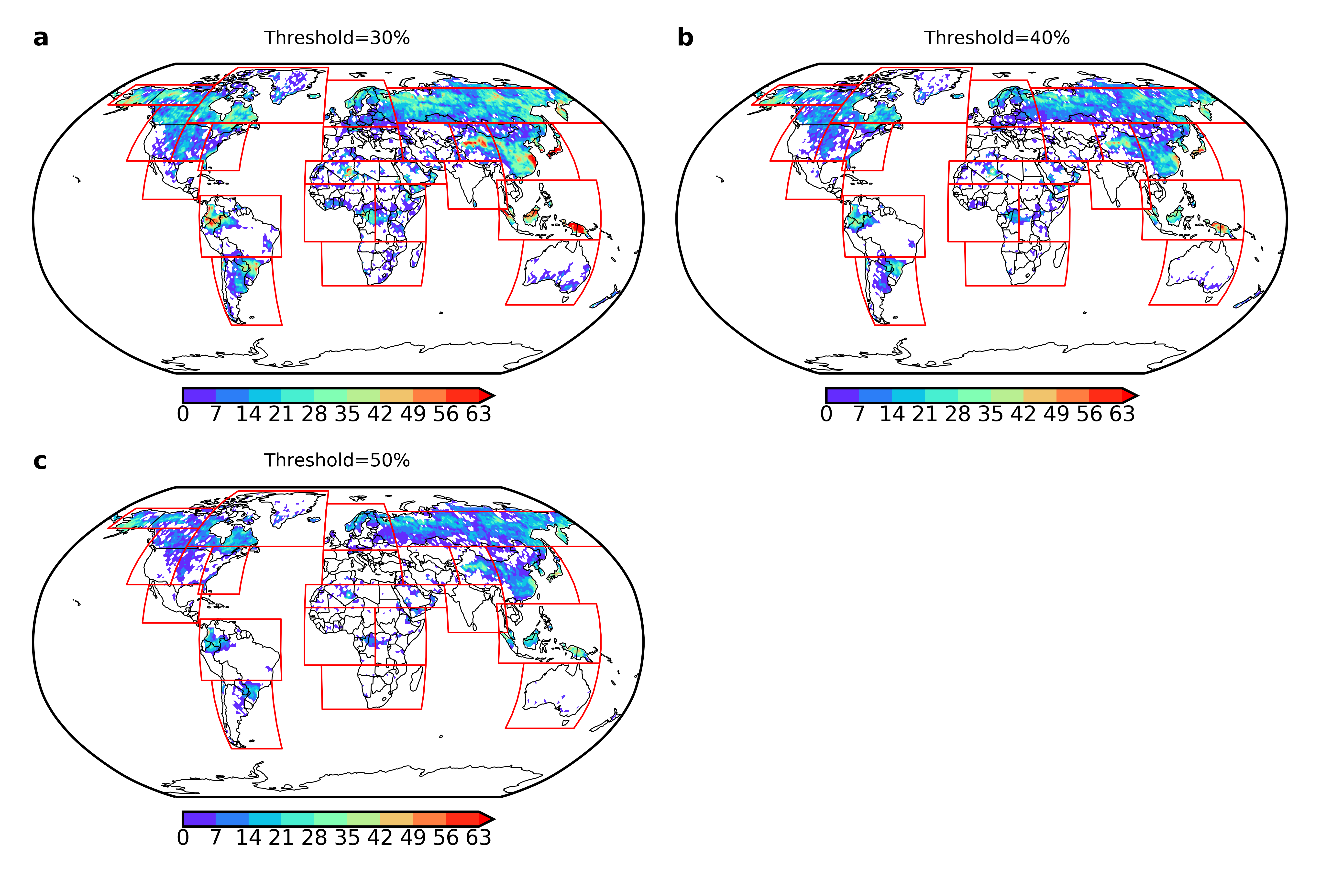 a
Threshold=30%
0 7 14 21 28 35 42 49 56 63
b
Threshold=40%
0 7 14 21 28 35 42 49 56 63
c
Threshold=50%
0 7 14 21 28 35 42 49 56 63